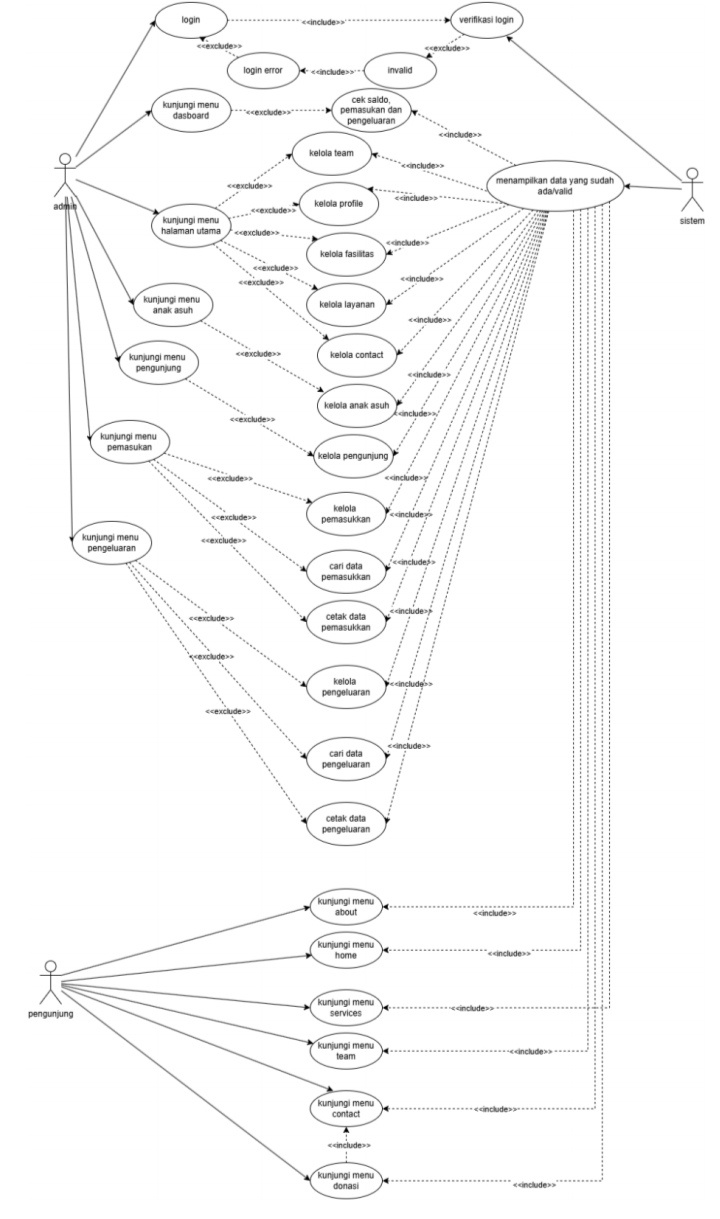 login
<<include>>
verifikasi login
<<exclude>>
<<exclude>>
login error
<<include>>
invalid
kunjungi menu
dasboard
<<exclude>>
cek saldo,
pemasukan dan
pengeluaran
<<include>>
kelola team
<<include>>
menampilkan data yang sudah
ada/valid
<<exclude>>
admin
sistem
kelola profile
<<include>>
<<exclude>>
kunjungi menu
halaman utama
<<exclude>>
kelola fasilitas
<<include>>
<<exclude>>
<<exclude>>
<<include>>
kunjungi menu
anak asuh
kelola layanan
<<include>>
<<exclude>>
kelola contact
kunjungi menu
pengunjung
<<include>>
kelola anak asuh
<<include>>
<<exclude>>
kunjungi menu
pemasukan
kelola pengunjung
<<exclude>>
<<include>>
kelola
pemasukkan
<<include>>
<<exclude>>
<<exclude>>
kunjungi menu
pengeluaran
cari data
pemasukkan
<<include>>
cetak data
pemasukkan
<<include>>
<<exclude>>
<<exclude>>
kelola
pengeluaran
<<include>>
<<exclude>>
cari data
pengeluaran
<<include>>
cetak data
pengeluaran
kunjungi menu
about
<<include>>
kunjungi menu
home
<<include>>
pengunjung
kunjungi menu
services
<<include>>
kunjungi menu
team
<<include>>
kunjungi menu
contact
<<include>>
<<include>>
kunjungi menu
donasi
<<include>>